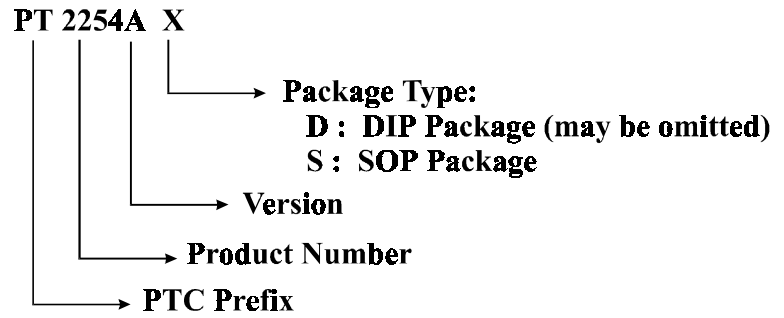 PT 2254A X
Package Type:
D : DIP Package (may be omitted)
S : SOP Package
Version
Product Number
PTC Prefix